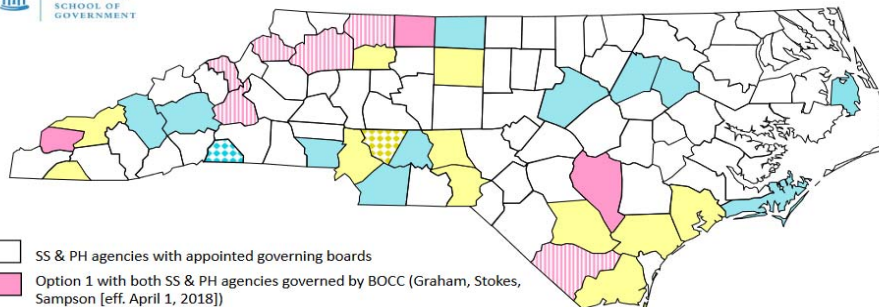 SCHOOL OF
GOVERNMENT
SS & PH agencies with appointed governing boards
Option 1 with both SS & PH agencies governed by BOCC (Graham, Stokes,
Sampson [eff. April 1, 2018])